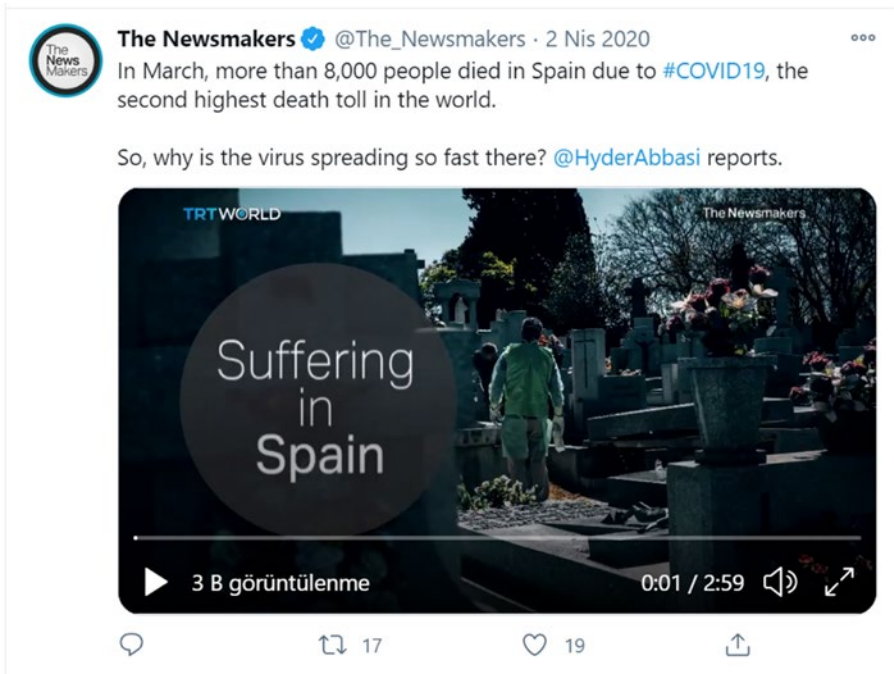 The News Makers
The Newsmakers @The_Newsmakers · 2 Nis 2020
In March, more than 8,000 people died in Spain due to #COVID19, the
second highest death toll in the world.
So, why is the virus spreading so fast there? @HyderAbbasi reports.
TRTWORLD
The Newsmakers
Suffering
in
Spain
3 B görüntülenme
0:01 / 2:59
17
19